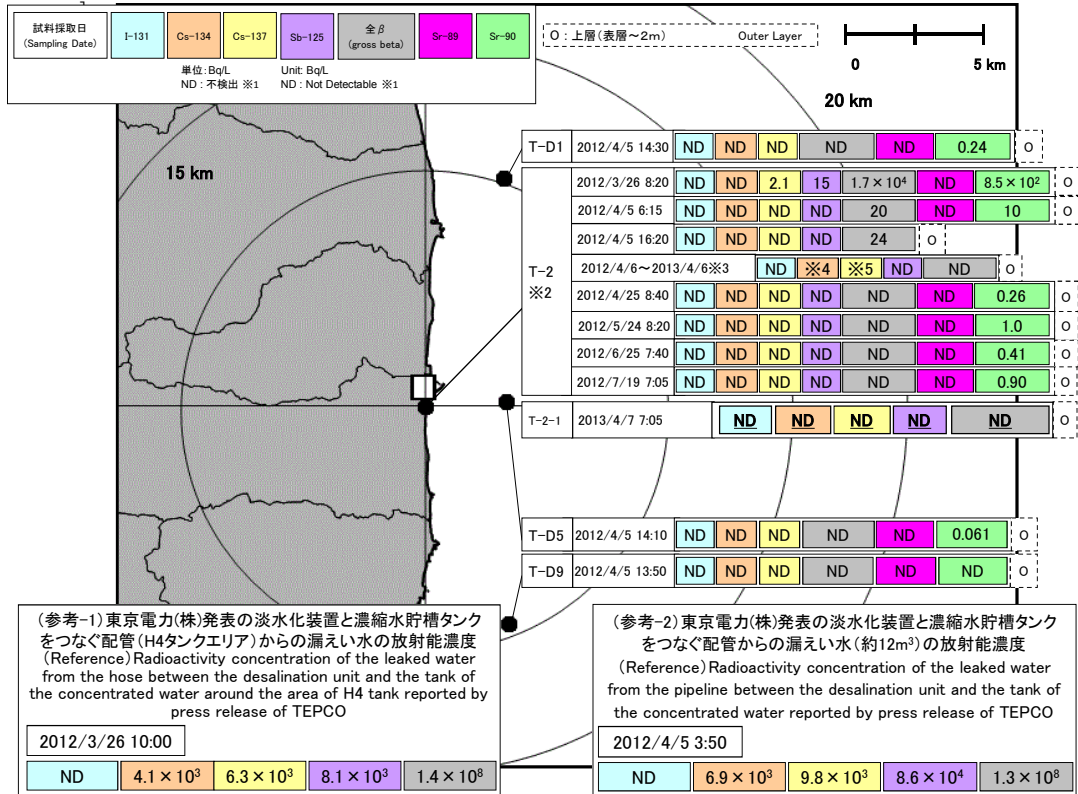 試料採取日
(Sampling Date)
I-131
Cs-134
Cs-137
Sb-125
全β
(gross beta)
Sr-89
Sr-90
単位: Bq/L
Unit: Bq/L
ND : 不検出 ※1
ND : Not Detectable ※1
O : 上層(表層～2m)
Outer Layer
0
5 km
20 km
15 km
T-D1 2012/4/5 14:30 ND ND ND ND ND 0.24 O
T-2
※2
2012/3/26 8:20 ND ND 2.1 15 1.7×10⁴ ND 8.5×10² O
2012/4/5 6:15 ND ND ND ND 20 ND 10 O
2012/4/5 16:20 ND ND ND ND 24 O
2012/4/6～2013/4/6※3 ND ※4 ※5 ND ND O
2012/4/25 8:40 ND ND ND ND ND ND 0.26 O
2012/5/24 8:20 ND ND ND ND ND ND 1.0 O
2012/6/25 7:40 ND ND ND ND ND ND 0.41 O
2012/7/19 7:05 ND ND ND ND ND ND 0.90 O
T-2-1 2013/4/7 7:05 ND ND ND ND ND O
T-D5 2012/4/5 14:10 ND ND ND ND ND 0.061 O
T-D9 2012/4/5 13:50 ND ND ND ND ND ND O
(参考-1)東京電力(株)発表の淡水化装置と濃縮水貯槽タンク
をつなぐ配管(H4タンクエリア)からの漏えい水の放射能濃度
(Reference)Radioactivity concentration of the leaked water
from the hose between the desalination unit and the tank of
the concentrated water around the area of H4 tank reported by
press release of TEPCO
2012/3/26 10:00
ND 4.1×10³ 6.3×10³ 8.1×10³ 1.4×10⁸
(参考-2)東京電力(株)発表の淡水化装置と濃縮水貯槽タンク
をつなぐ配管からの漏えい水(約12m³)の放射能濃度
(Reference)Radioactivity concentration of the leaked water
from the pipeline between the desalination unit and the tank of
the concentrated water reported by press release of TEPCO
2012/4/5 3:50
ND 6.9×10³ 9.8×10³ 8.6×10⁴ 1.3×10⁸